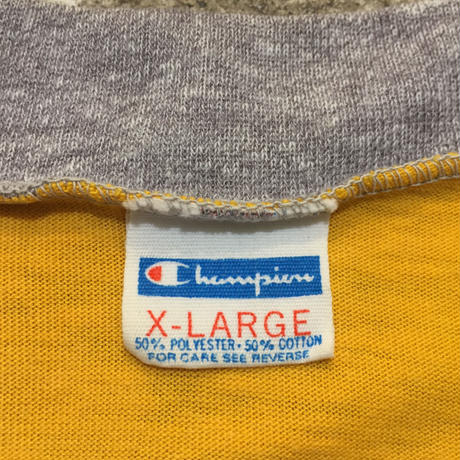 Champion
X-LARGE
50% POLYESTER · 50% COTTON
FOR CARE SEE REVERSE